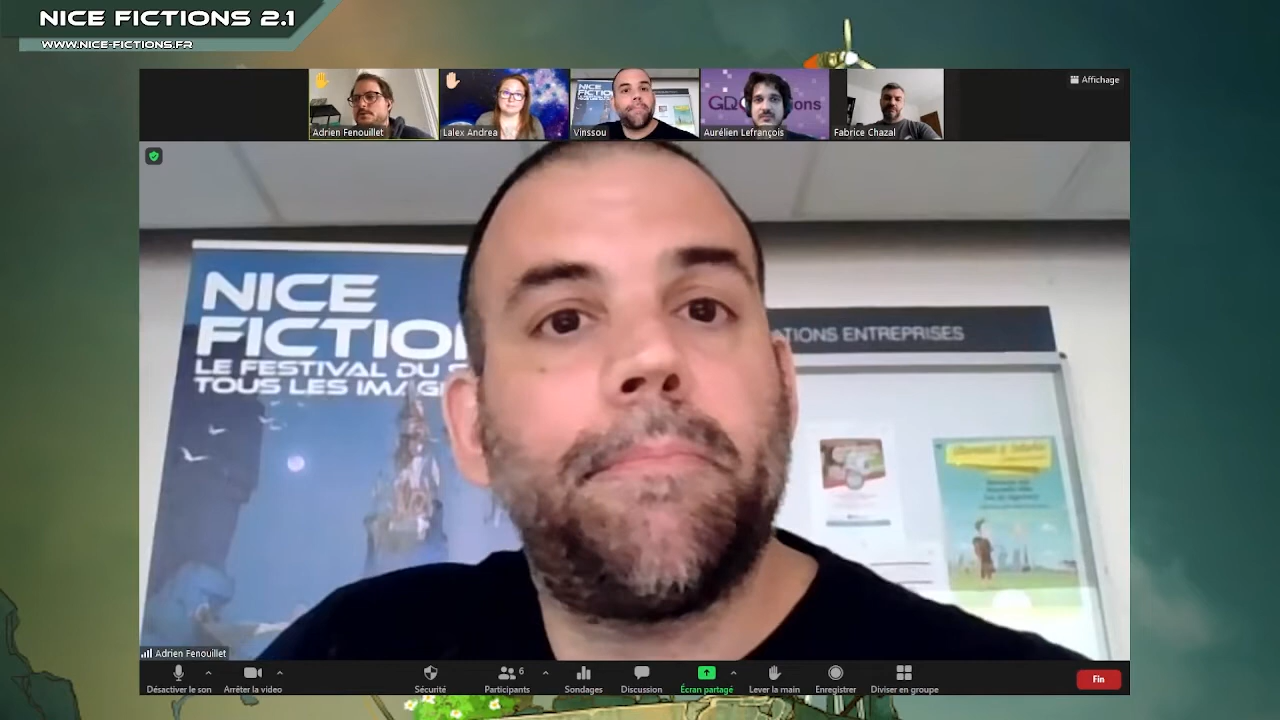 NICE FICTIONS 2.1
WWW.NICE-FICTIONS.FR
Affichage
Adrien Fenouillet
Lalex Andrea
Vinssou
Aurélien Lefrançois
Fabrice Chazal
NICE
FICTIO
LE FESTIVAL DU
TOUS LES IMAG
ATIONS ENTREPRISES
Adrien Fenouillet
6
Désactiver le son
Arrêter la video
Sécurité
Participants
Sondages
Discussion
Écran partagé
Lever la main
Enregistrer
Diviser en groupe
Fin